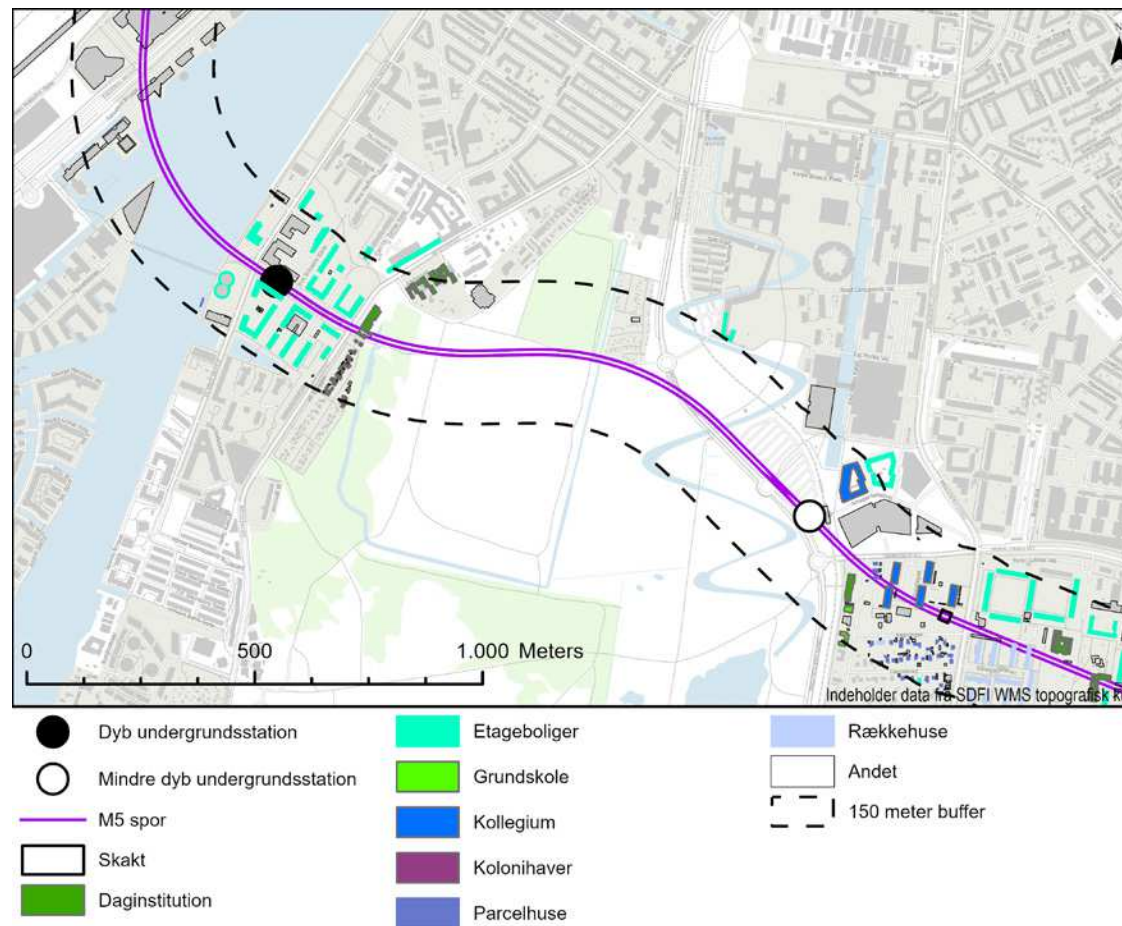 0 500 1.000 Meters
Indeholder data fra SDFI WMS topografisk k
Dyb undergrundsstation
Mindre dyb undergrundsstation
M5 spor
Skakt
Daginstitution
Etageboliger
Grundskole
Kollegium
Kolonihaver
Parcelhuse
Rækkehuse
Andet
150 meter buffer